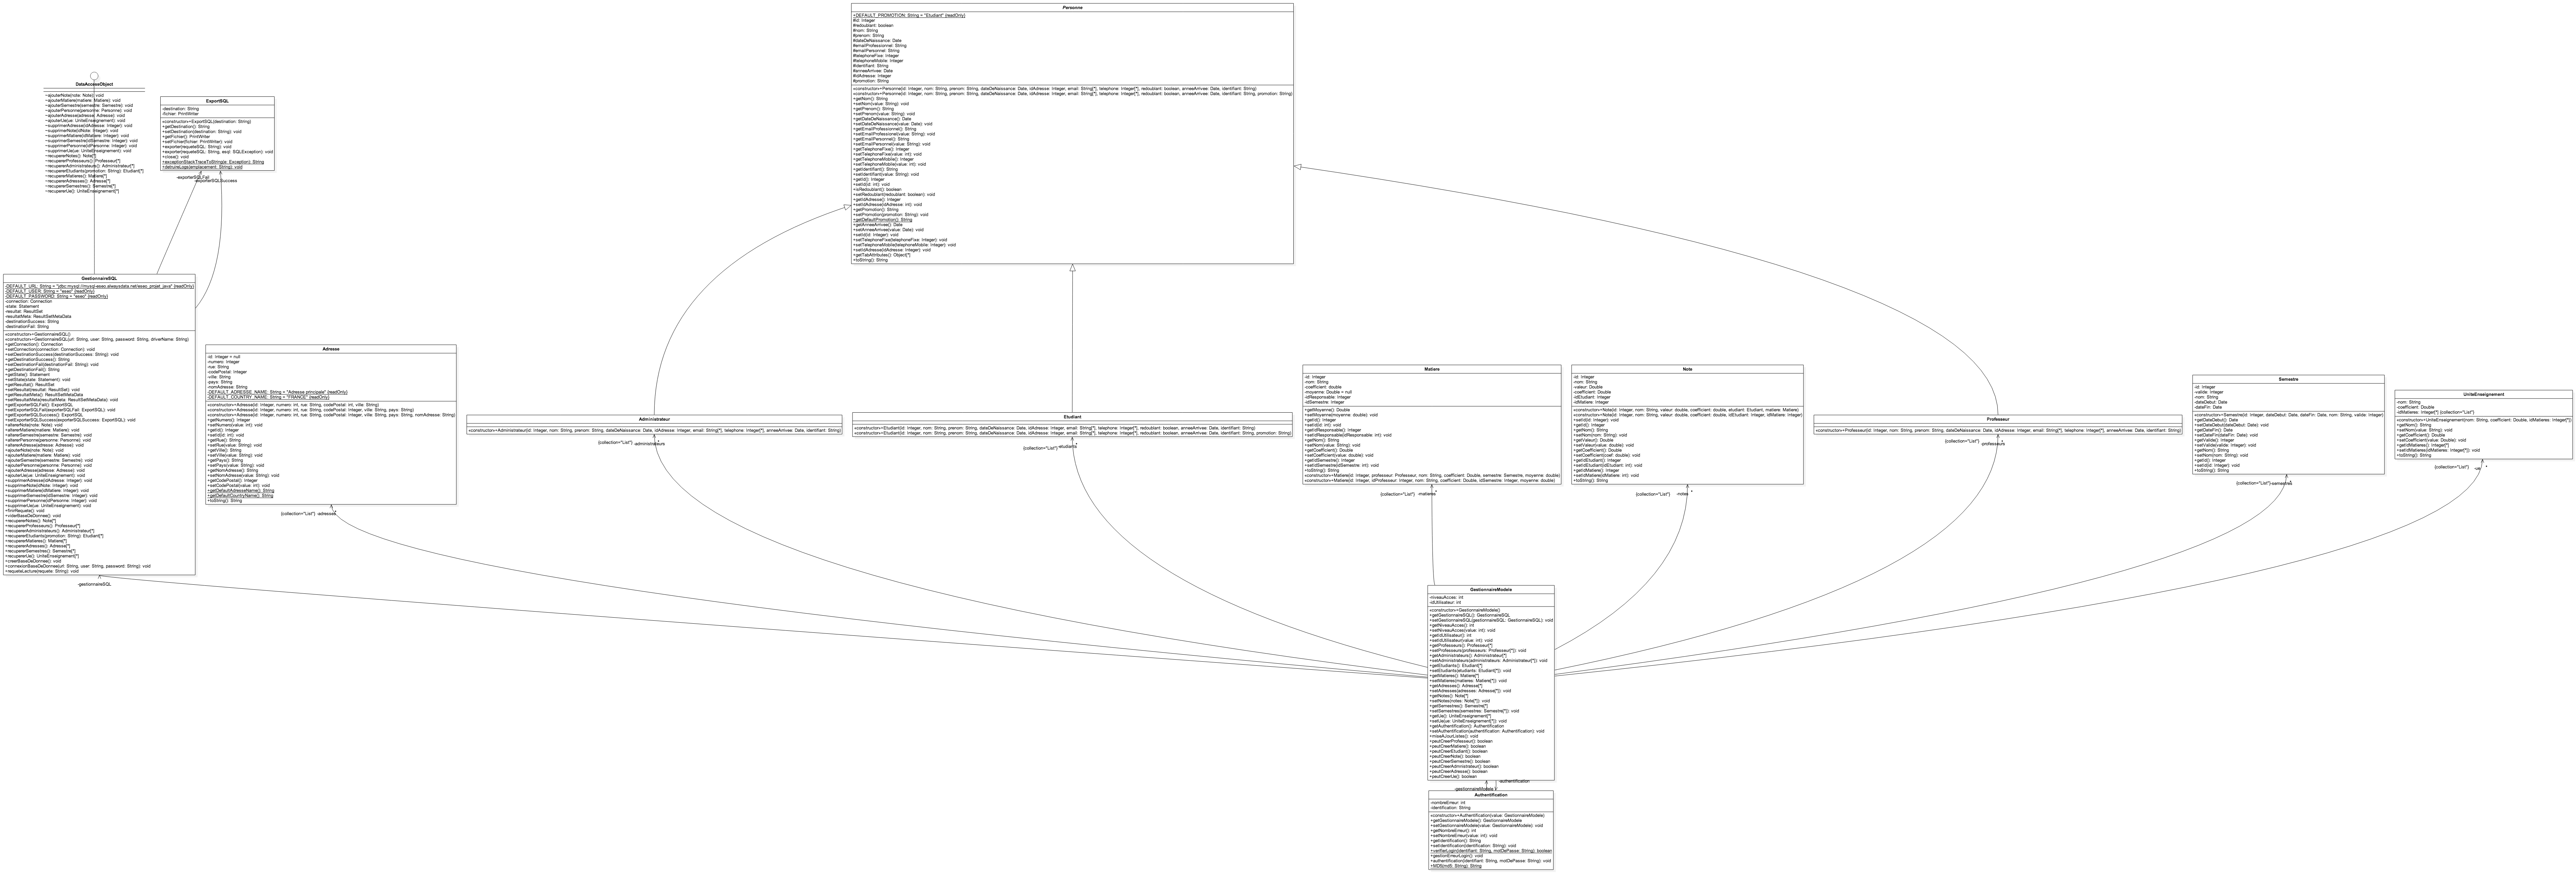 DateAccesObject
~ajouterNote(note: Note): void
~ajouterMatiere(matiere: Matiere): void
~ajouterSemestre(semestre: Semestre): void
~ajouterPersonne(personne: Personne): void
~ajouterAdresse(adresse: Adresse): void
~ajouterUe(ue: UniteEnseignement): void
~supprimerAdresse(idAdresse: Integer): void
~supprimerNote(idNote: Integer): void
~supprimerMatiere(idMatiere: Integer): void
~supprimerSemestre(idSemestre: Integer): void
~supprimerPersonne(idPersonne: Integer): void
~supprimerUe(ue: UniteEnseignement): void
~recupererNotes(): Note[*]
~recupererProfesseurs(): Professeur[*]
~recupererAdministrateurs(): Administrateur[*]
~recupererEtudiants(promotion: String): Etudiant[*]
~recupererMatieres(): Matiere[*]
~recupererAdresses(): Adresse[*]
~recupererSemestres(): Semestre[*]
~recupererUe(): UniteEnseignement[*]
ExportSQL
-destination: String
-fichier: PrintWriter
«constructor»+ExportSQL(destination: String)
+getDestination(): String
+setDestination(destination: String): void
+getFichier(): PrintWriter
+setFichier(fichier: PrintWriter): void
+exporter(requeteSQL: String): void
+exporter(requeteSQL: String, esql: SQLException): void
+close(): void
+exceptionStackTraceToString(e: Exception): String
+detruireLogs(emplacement: String): void
-exporterSQLFail
-exporterSQLSuccess
Personne
+DEFAULT_PROMOTION: String = "Etudiant" {readOnly}
#id: Integer
#redoublant: boolean
#nom: String
#prenom: String
#dateDeNaissance: Date
#emailProfessionnel: String
#emailPersonnel: String
#telephoneFixe: Integer
#telephoneMobile: Integer
#identifiant: String
#anneeArrivee: Date
#idAdresse: Integer
#promotion: String
«constructor»+Personne(id: Integer, nom: String, prenom: String, dateDeNaissance: Date, idAdresse: Integer, email: String[*], telephone: Integer[*], redoublant: boolean, anneeArrivee: Date, identifiant: String)
«constructor»+Personne(id: Integer, nom: String, prenom: String, dateDeNaissance: Date, idAdresse: Integer, email: String[*], telephone: Integer[*], redoublant: boolean, anneeArrivee: Date, identifiant: String, promotion: String)
+getNom(): String
+setNom(value: String): void
+getPrenom(): String
+setPrenom(value: String): void
+getDateDeNaissance(): Date
+setDateDeNaissance(value: Date): void
+getEmailProfessionnel(): String
+setEmailProfessionel(value: String): void
+getEmailPersonnel(): String
+setEmailPersonnel(value: String): void
+getTelephoneFixe(): Integer
+setTelephoneFixe(value: int): void
+getTelephoneMobile(): Integer
+setTelephoneMobile(value: int): void
+getIdentifiant(): String
+setIdentifiant(value: String): void
+getId(): Integer
+setId(id: int): void
+isRedoublant(): boolean
+setRedoublant(redoublant: boolean): void
+getIdAdresse(): Integer
+setIdAdresse(idAdresse: int): void
+getPromotion(): String
+setPromotion(promotion: String): void
+getDefaultPromotion(): String
+getAnneeArrivee(): Date
+setAnneeArrivee(value: Date): void
+setId(id: Integer): void
+setTelephoneFixe(telephoneFixe: Integer): void
+setTelephoneMobile(telephoneMobile: Integer): void
+setIdAdresse(idAdresse: Integer): void
+getTabAttributes(): Object[*]
+toString(): String
GestionnaireSQL
-DEFAULT_URL: String = "jdbc:mysql://mysql-eseo.alwaysdata.net/eseo_projet_java" {readOnly}
-DEFAULT_USER: String = "eseo" {readOnly}
-DEFAULT_PASSWORD: String = "eseo" {readOnly}
-connection: Connection
-state: Statement
-resultat: ResultSet
-resultatMeta: ResultSetMetaData
-destinationSuccess: String
-destinationFail: String
«constructor»+GestionnaireSQL()
«constructor»+GestionnaireSQL(url: String, user: String, password: String, driverName: String)
+getConnection(): Connection
+setConnection(connection: Connection): void
+setDestinationSuccess(destinationSuccess: String): void
+getDestinationSuccess(): String
+setDestinationFail(destinationFail: String): void
+getDestinationFail(): String
+getState(): Statement
+setState(state: Statement): void
+getResultat(): ResultSet
+setResultat(resultat: ResultSet): void
+getResultatMeta(): ResultSetMetaData
+setResultatMeta(resultatMeta: ResultSetMetaData): void
+getExporterSQLFail(): ExportSQL
+setExporterSQLFail(exporterSQLFail: ExportSQL): void
+getExporterSQLSuccess(): ExportSQL
+setExporterSQLSuccess(exporterSQLSuccess: ExportSQL): void
+altererNote(note: Note): void
+altererMatiere(matiere: Matiere): void
+altererSemestre(semestre: Semestre): void
+altererPersonne(personne: Personne): void
+altererAdresse(adresse: Adresse): void
+ajouterNote(note: Note): void
+ajouterMatiere(matiere: Matiere): void
+ajouterSemestre(semestre: Semestre): void
+ajouterPersonne(personne: Personne): void
+ajouterAdresse(adresse: Adresse): void
+ajouterUe(ue: UniteEnseignement): void
+supprimerAdresse(idAdresse: Integer): void
+supprimerNote(idNote: Integer): void
+supprimerMatiere(idMatiere: Integer): void
+supprimerSemestre(idSemestre: Integer): void
+supprimerPersonne(idPersonne: Integer): void
+supprimerUe(ue: UniteEnseignement): void
+finirRequete(): void
+viderBaseDeDonnee(): void
+recupererNotes(): Note[*]
+recupererProfesseurs(): Professeur[*]
+recupererAdministrateurs(): Administrateur[*]
+recupererEtudiants(promotion: String): Etudiant[*]
+recupererMatieres(): Matiere[*]
+recupererAdresses(): Adresse[*]
+recupererSemestres(): Semestre[*]
+recupererUe(): UniteEnseignement[*]
+creerBaseDeDonnee(): void
+connexionBaseDeDonnee(url: String, user: String, password: String): void
+requeteLecture(requete: String): void
-gestionnaireSQL
Adresse
-id: Integer = null
-numero: Integer
-rue: String
-codePostal: Integer
-ville: String
-pays: String
-nomAdresse: String
-DEFAULT_ADRESSE_NAME: String = "Adresse principale" {readOnly}
-DEFAULT_COUNTRY_NAME: String = "FRANCE" {readOnly}
«constructor»+Adresse(id: Integer, numero: int, rue: String, codePostal: int, ville: String)
«constructor»+Adresse(id: Integer, numero: int, rue: String, codePostal: Integer, ville: String, pays: String)
«constructor»+Adresse(id: Integer, numero: int, rue: String, codePostal: int, ville: String, pays: String, nomAdresse: String)
+getNumero(): Integer
+setNumero(value: int): void
+getId(): Integer
+setId(id: int): void
+getRue(): String
+setRue(value: String): void
+getVille(): String
+setVille(value: String): void
+getPays(): String
+setPays(value: String): void
+getNomAdresse(): String
+setNomAdresse(value: String): void
+getCodePostal(): Integer
+setCodePostal(value: int): void
+getDefaultAdresseName(): String
+getDefaultCountryName(): String
+toString(): String
{collection="List"} -adresses *
Administrateur
«constructor»+Administrateur(id: Integer, nom: String, prenom: String, dateDeNaissance: Date, idAdresse: Integer, email: String[*], telephone: Integer[*], anneeArrivee: Date, identifiant: String)
{collection="List"} -administrateurs *
Etudiant
«constructor»+Etudiant(id: Integer, nom: String, prenom: String, dateDeNaissance: Date, idAdresse: Integer, email: String[*], telephone: Integer[*], redoublant: boolean, anneeArrivee: Date, identifiant: String)
«constructor»+Etudiant(id: Integer, nom: String, prenom: String, dateDeNaissance: Date, idAdresse: Integer, email: String[*], telephone: Integer[*], redoublant: boolean, anneeArrivee: Date, identifiant: String, promotion: String)
{collection="List"} -etudiants *
Matiere
-id: Integer
-nom: String
-coefficient: double
-moyenne: Double = null
-idResponsable: Integer
-idSemestre: Integer
+getMoyenne(): Double
+setMoyenne(moyenne: double): void
+getId(): Integer
+setId(id: int): void
+getIdResponsable(): Integer
+setIdResponsable(idResponsable: int): void
+getNom(): String
+setNom(value: String): void
+getCoefficient(): Double
+setCoefficient(value: double): void
+getIdSemestre(): Integer
+setIdSemestre(idSemestre: int): void
+toString(): String
«constructor»+Matiere(id: Integer, professeur: Professeur, nom: String, coefficient: Double, semestre: Semestre, moyenne: double)
«constructor»+Matiere(id: Integer, idProfesseur: Integer, nom: String, coefficient: Double, idSemestre: Integer, moyenne: double)
{collection="List"} -matieres *
Note
-id: Integer
-nom: String
-valeur: Double
-coefficient: Double
-idEtudiant: Integer
-idMatiere: Integer
«constructor»+Note(id: Integer, nom: String, valeur: double, coefficient: double, etudiant: Etudiant, matiere: Matiere)
«constructor»+Note(id: Integer, nom: String, valeur: double, coefficient: double, idEtudiant: Integer, idMatiere: Integer)
+setId(id: Integer): void
+getId(): Integer
+getNom(): String
+setNom(nom: String): void
+getValeur(): Double
+setValeur(valeur: double): void
+getCoefficient(): Double
+setCoefficient(coef: double): void
+getIdEtudiant(): Integer
+setIdEtudiant(idEtudiant: int): void
+getIdMatiere(): Integer
+setIdMatiere(idMatiere: int): void
+toString(): String
{collection="List"} -notes *
Professeur
«constructor»+Professeur(id: Integer, nom: String, prenom: String, dateDeNaissance: Date, idAdresse: Integer, email: String[*], telephone: Integer[*], anneeArrivee: Date, identifiant: String)
{collection="List"} -professeurs *
Semestre
-id: Integer
-valide: Integer
-nom: String
-dateDebut: Date
-dateFin: Date
«constructor»+Semestre(id: Integer, dateDebut: Date, dateFin: Date, nom: String, valide: Integer)
+getDateDebut(): Date
+setDateDebut(dateDebut: Date): void
+getDateFin(): Date
+setDateFin(dateFin: Date): void
+getValide(): Integer
+setValide(valide: Integer): void
+getNom(): String
+setNom(nom: String): void
+getId(): Integer
+setId(id: Integer): void
+toString(): String
{collection="List"} -semestres *
UniteEnseignement
-nom: String
-coefficient: Double
-idMatieres: Integer[*] {collection="List"}
«constructor»+UniteEnseignement(nom: String, coefficient: Double, idMatieres: Integer[*])
+getNom(): String
+setNom(value: String): void
+getCoefficient(): Double
+setCoefficient(value: Double): void
+getIdMatieres(): Integer[*]
+setIdMatieres(idMatieres: Integer[*]): void
+toString(): String
{collection="List"} -ue *
GestionnaireModele
-niveauAcces: int
-idUtilisateur: int
«constructor»+GestionnaireModele()
+getGestionnaireSQL(): GestionnaireSQL
+setGestionnaireSQL(gestionnaireSQL: GestionnaireSQL): void
+getNiveauAcces(): int
+setNiveauAcces(value: int): void
+getIdUtilisateur(): int
+setIdUtilisateur(value: int): void
+getProfesseurs(): Professeur[*]
+setProfesseurs(professeurs: Professeur[*]): void
+getAdministrateurs(): Administrateur[*]
+setAdministrateurs(administrateurs: Administrateur[*]): void
+getEtudiants(): Etudiant[*]
+setEtudiants(etudiants: Etudiant[*]): void
+getMatieres(): Matiere[*]
+setMatieres(matieres: Matiere[*]): void
+getAdresses(): Adresse[*]
+setAdresses(adresses: Adresse[*]): void
+getNotes(): Note[*]
+setNotes(notes: Note[*]): void
+getSemestres(): Semestre[*]
+setSemestres(semestres: Semestre[*]): void
+getUe(): UniteEnseignement[*]
+setUe(ue: UniteEnseignement[*]): void
+getAuthentification(): Authentification
+setAuthentification(authentification: Authentification): void
+miseAJourListes(): void
+peutCreerProfesseur(): boolean
+peutCreerMatiere(): boolean
+peutCreerEtudiant(): boolean
+peutCreerNote(): boolean
+peutCreerSemestre(): boolean
+peutCreerAdministrateur(): boolean
+peutCreerAdresse(): boolean
+peutCreerUe(): boolean
-authentification
-gestionnaireModele
Authentification
-nombreErreur: int
-identification: String
«constructor»+Authentification(value: GestionnaireModele)
+getGestionnaireModele(): GestionnaireModele
+setGestionnaireModele(value: GestionnaireModele): void
+getNombreErreur(): int
+setNombreErreur(value: int): void
+getIdentification(): String
+setIdentification(identification: String): void
+verifierLogin(identifiant: String, motDePasse: String): boolean
+gestionErreurLogin(): void
+authentification(identifiant: String, motDePasse: String): void
+MD5(md5: String): String